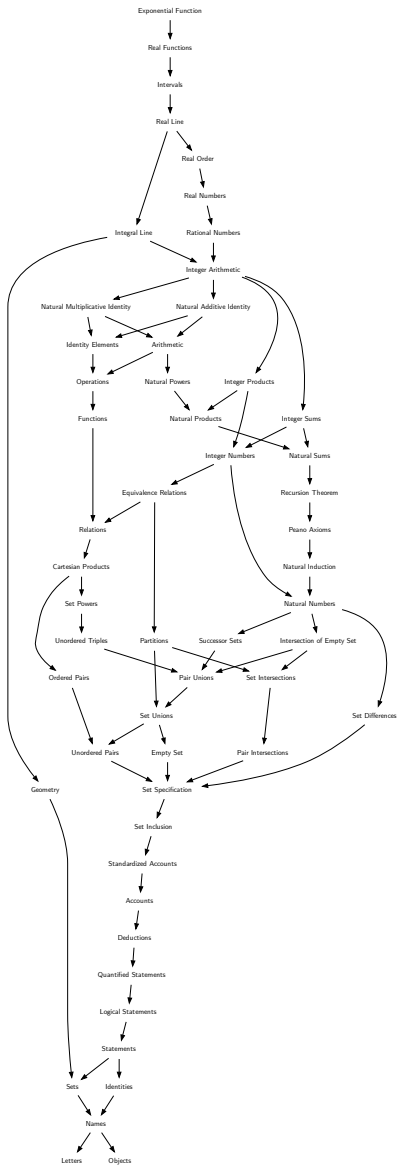 Exponential Function
Real Functions
Intervals
Real Line
Real Order
Real Numbers
Integral Line
Rational Numbers
Integer Arithmetic
Natural Multiplicative Identity
Natural Additive Identity
Identity Elements
Arithmetic
Operations
Natural Powers
Integer Products
Functions
Natural Products
Integer Sums
Integer Numbers
Natural Sums
Equivalence Relations
Recursion Theorem
Relations
Peano Axioms
Cartesian Products
Natural Induction
Set Powers
Natural Numbers
Unordered Triples
Partitions
Successor Sets
Intersection of Empty Set
Ordered Pairs
Pair Unions
Set Intersections
Set Unions
Set Differences
Unordered Pairs
Empty Set
Pair Intersections
Geometry
Set Specification
Set Inclusion
Standardized Accounts
Accounts
Deductions
Quantified Statements
Logical Statements
Statements
Sets
Identities
Names
Letters
Objects